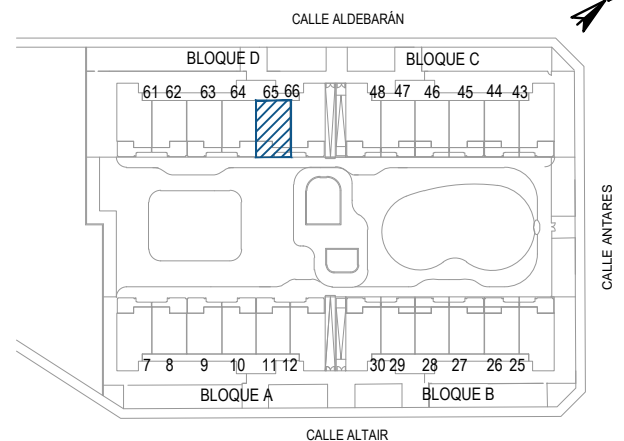 CALLE ALDEBARÁN
BLOQUE D BLOQUE C
61 62 63 64 65 66 48 47 46 45 44 43
CALLE ANTARES
7 8 9 10 11 12 30 29 28 27 26 25
BLOQUE A BLOQUE B
CALLE ALTAIR